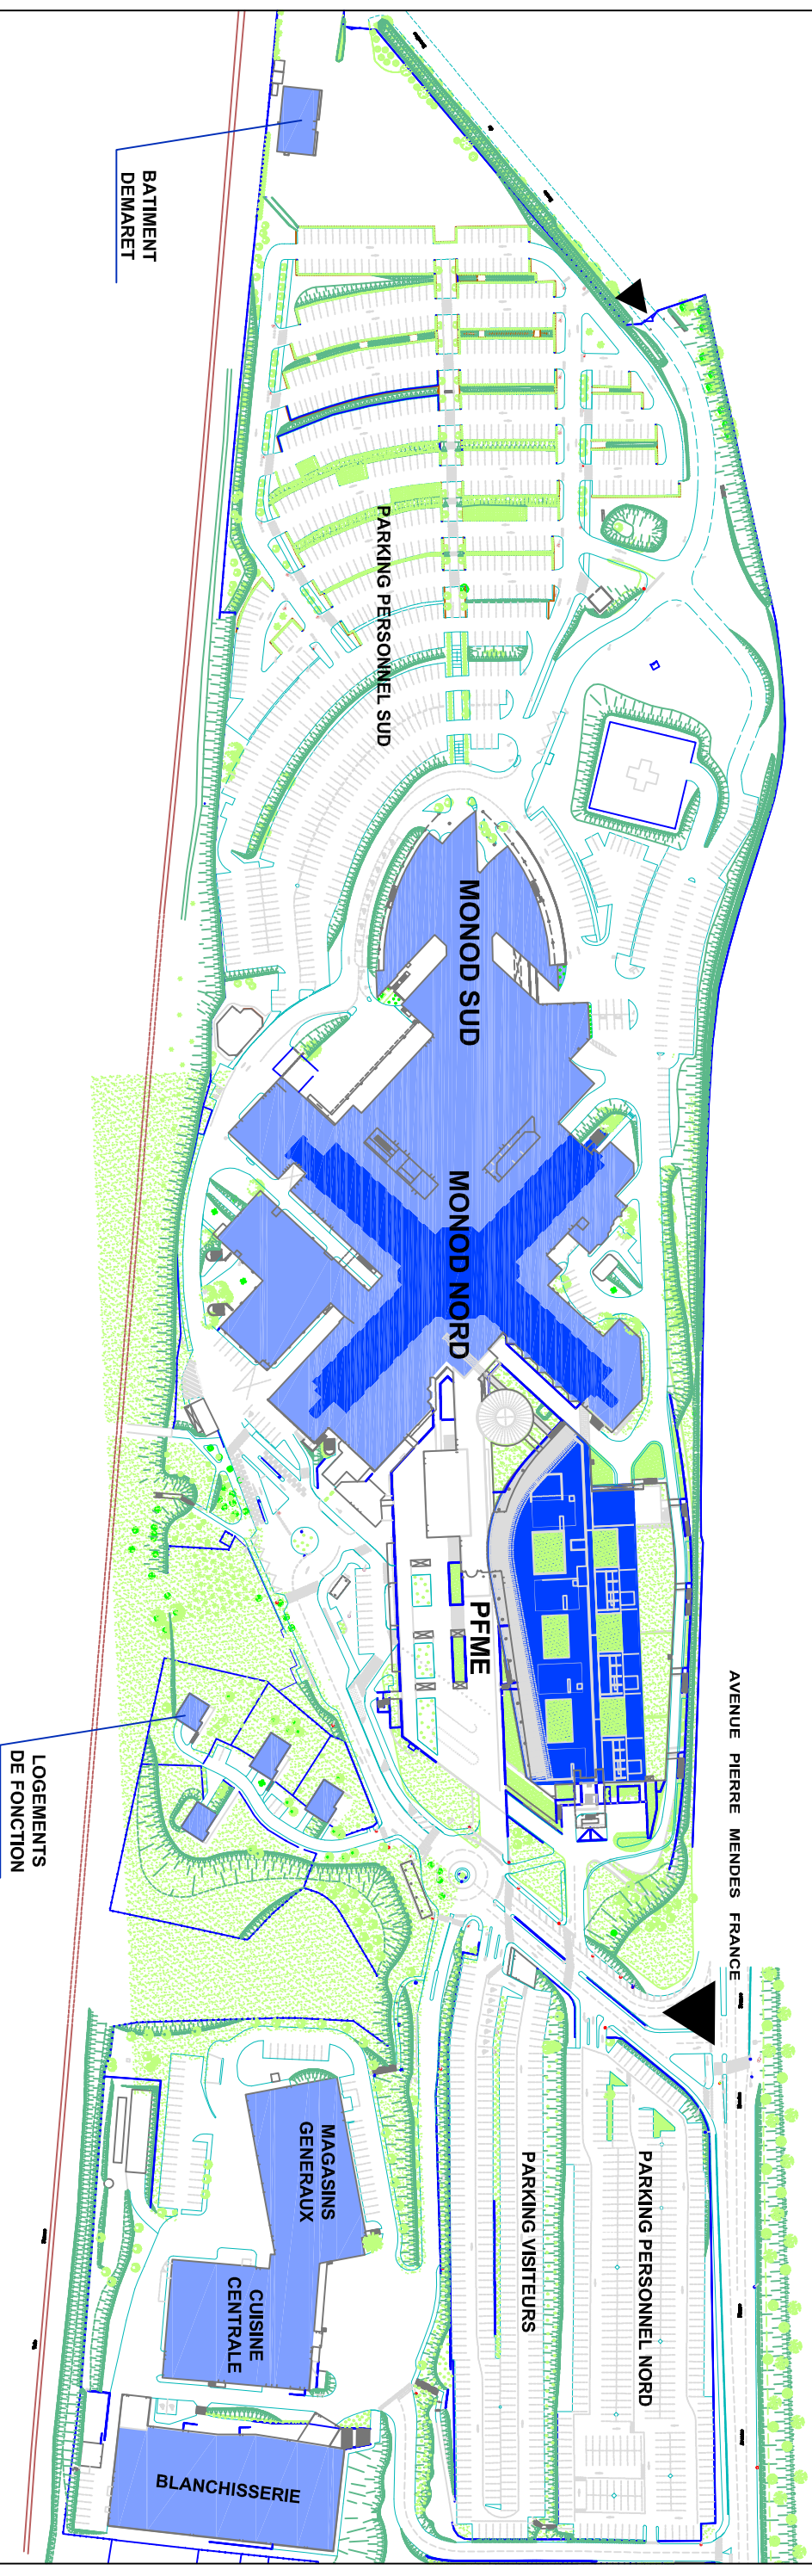 BATIMENT
DEMARET
PARKING PERSONNEL SUD
MONOD SUD
MONOD NORD
PFME
AVENUE PIERRE MENDES FRANCE
LOGEMENTS
DE FONCTION
MAGASINS
GENERAUX
CUISINE
CENTRALE
BLANCHISSERIE
PARKING VISITEURS
PARKING PERSONNEL NORD